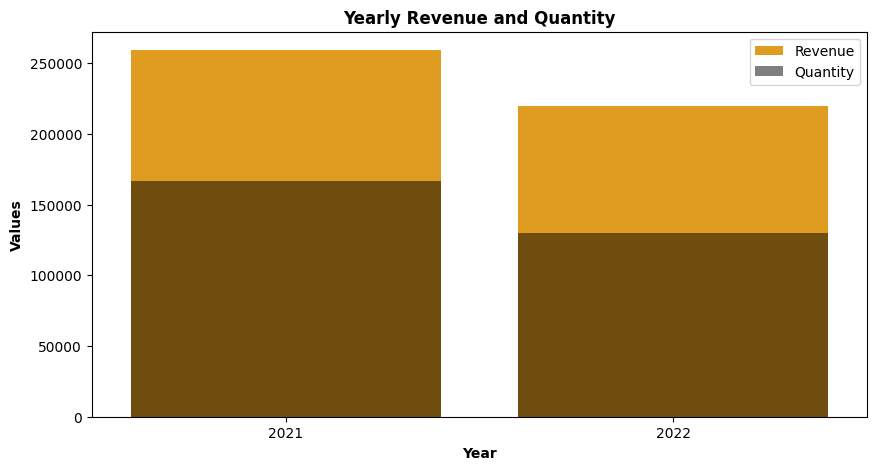 Yearly Revenue and Quantity
Revenue
Quantity
250000
200000
150000
100000
50000
0
Values
2021
2022
Year